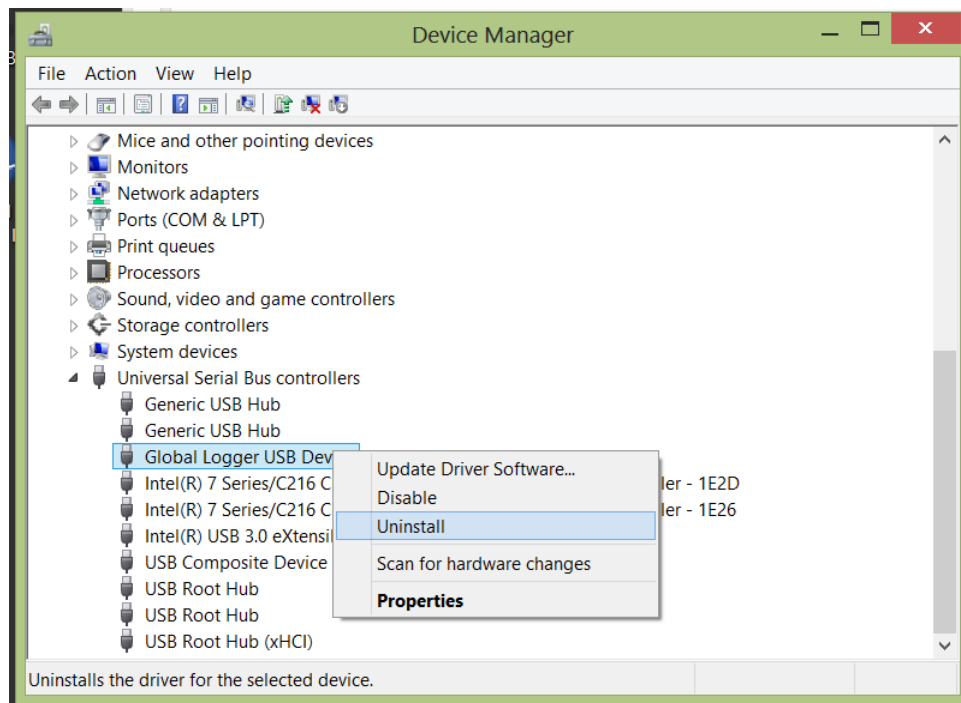 Device Manager
File Action View Help
Mice and other pointing devices
Monitors
Network adapters
Ports (COM & LPT)
Print queues
Processors
Sound, video and game controllers
Storage controllers
System devices
Universal Serial Bus controllers
Generic USB Hub
Generic USB Hub
Global Logger USB Dev
Update Driver Software...
Intel(R) 7 Series/C216 C ler - 1E2D
Disable
Intel(R) 7 Series/C216 C ler - 1E26
Uninstall
Intel(R) USB 3.0 eXtensi
USB Composite Device
Scan for hardware changes
USB Root Hub
Properties
USB Root Hub
USB Root Hub (xHCI)
Uninstalls the driver for the selected device.